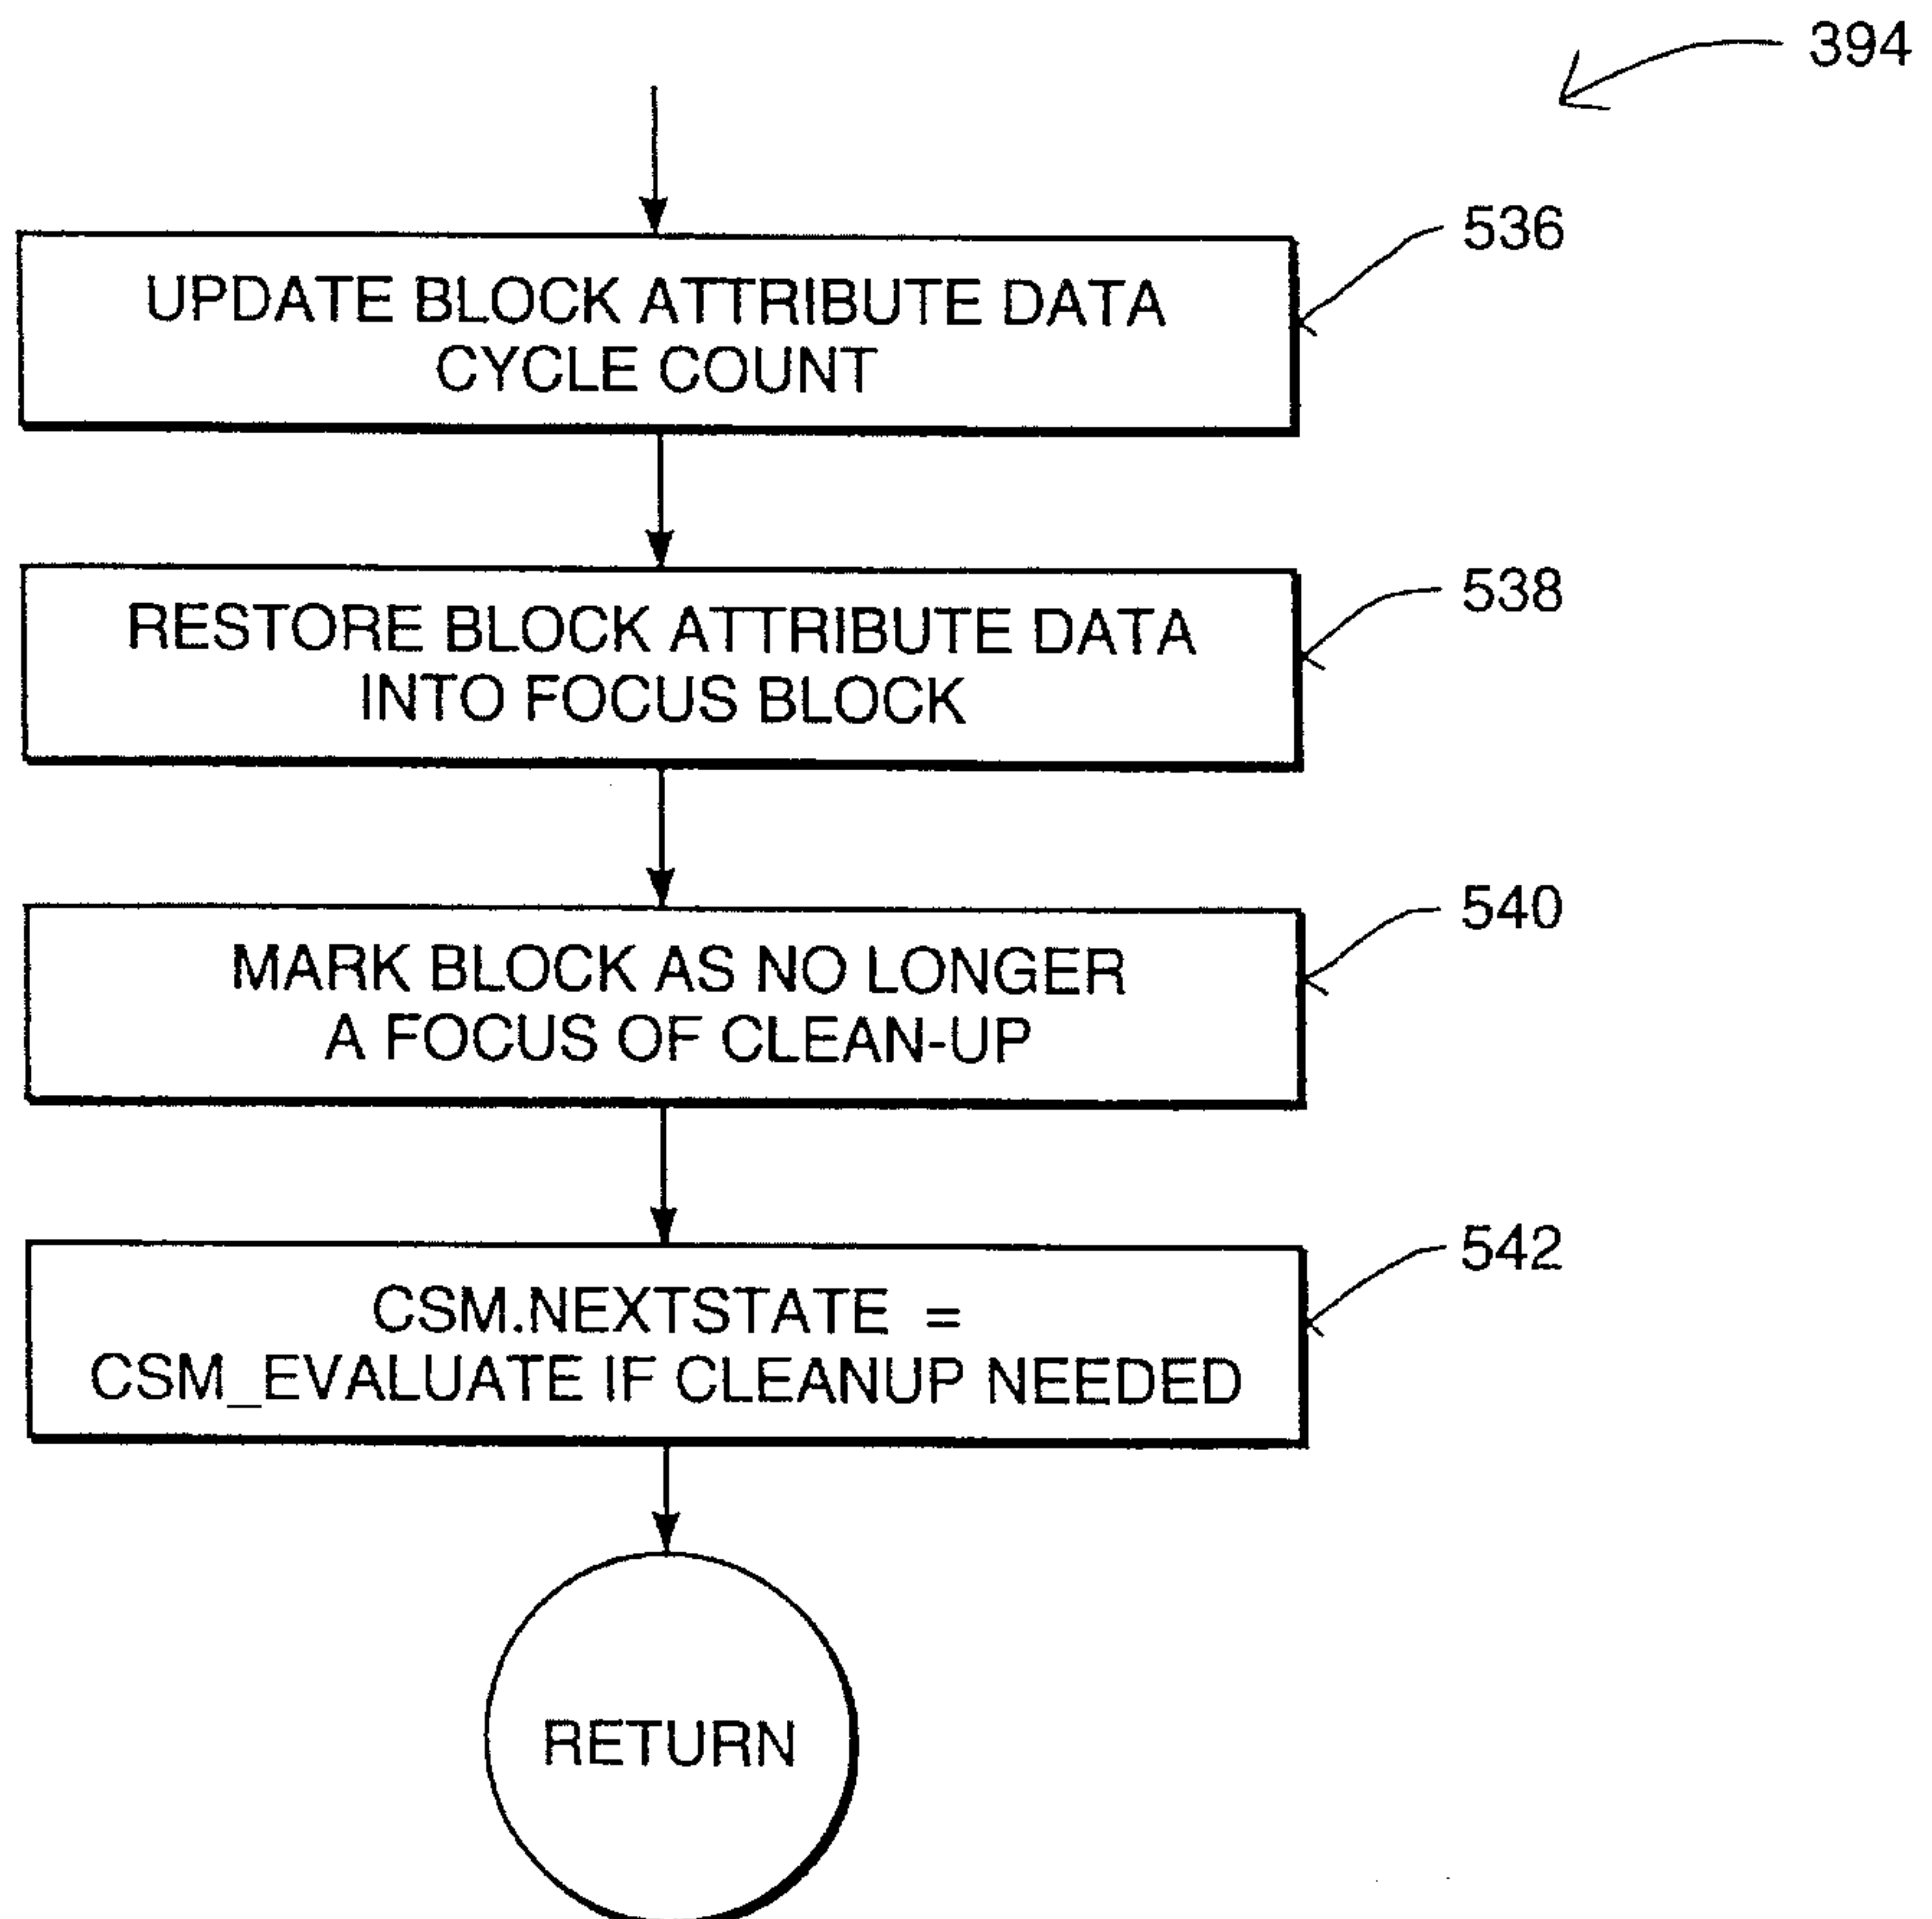 394
536
UPDATE BLOCK ATTRIBUTE DATA
CYCLE COUNT
538
RESTORE BLOCK ATTRIBUTE DATA
INTO FOCUS BLOCK
540
MARK BLOCK AS NO LONGER
A FOCUS OF CLEAN-UP
542
CSM.NEXTSTATE =
CSM_EVALUATE IF CLEANUP NEEDED
RETURN